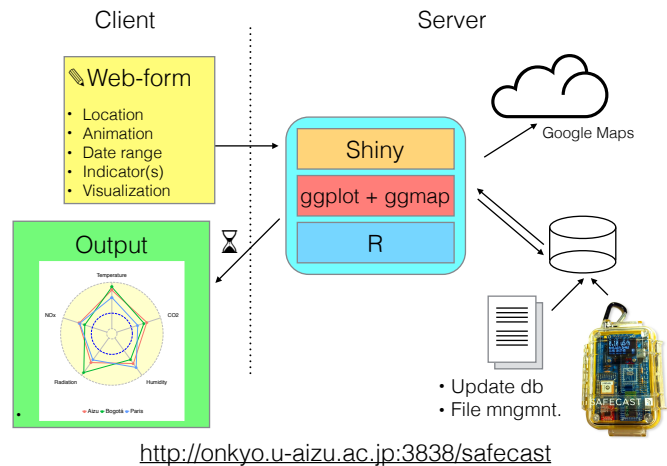 Client
Server
✎Web-form
• Location
• Animation
• Date range
• Indicator(s)
• Visualization
Shiny
ggplot + ggmap
R
Google Maps
Output
Temperature
NOx
CO2
Radiation
Humidity
Aizu Bogotá Paris
•
• Update db
• File mngmnt.
SAFECAST
http://onkyo.u-aizu.ac.jp:3838/safecast